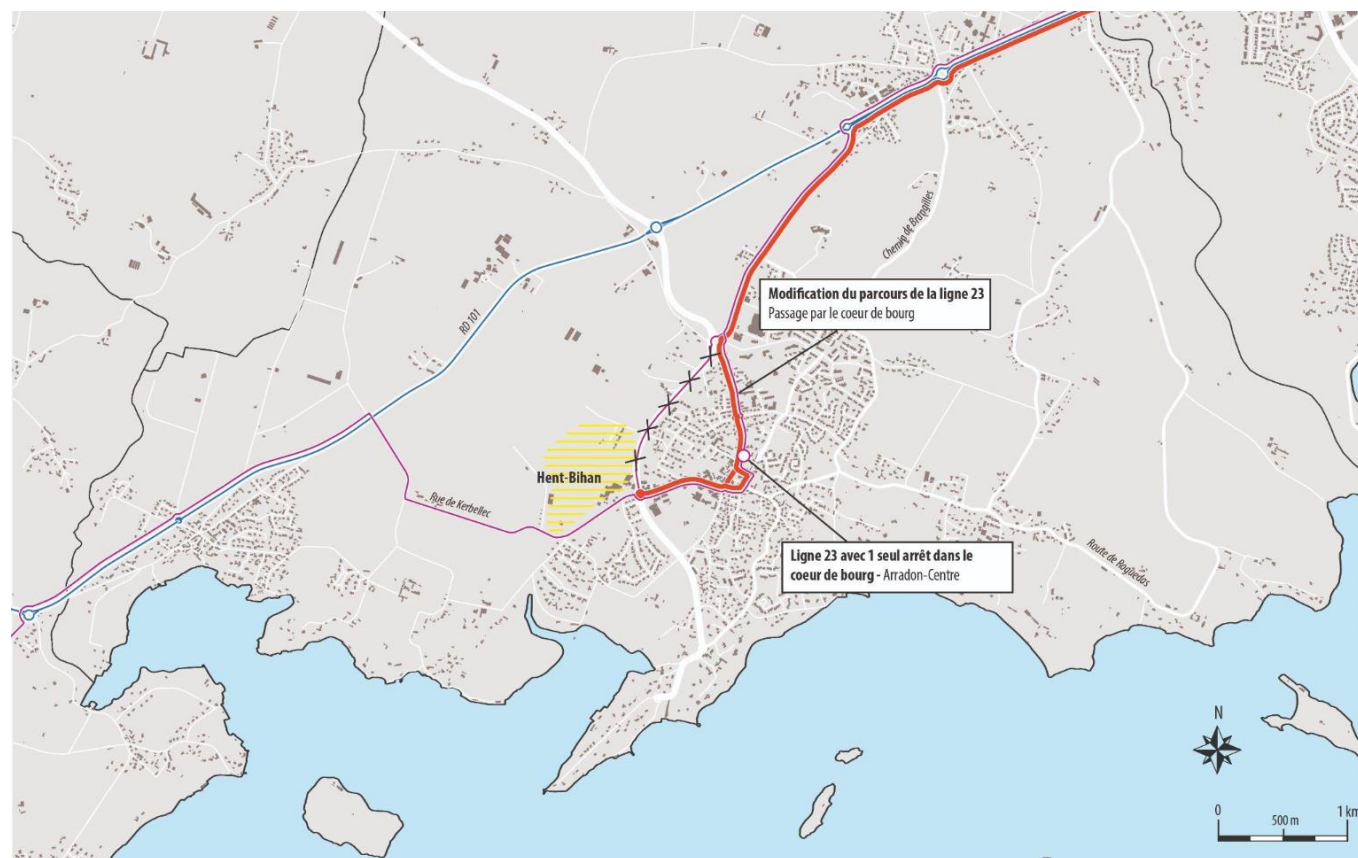 Chemin de Brangilles
Modification du parcours de la ligne 23
Passage par le coeur de bourg
RD 101
Hent-Bihan
Rue de Kerbellec
Ligne 23 avec 1 seul arrêt dans le
coeur de bourg - Arradon-Centre
Route de Roguedas
N
0
500 m
1 km